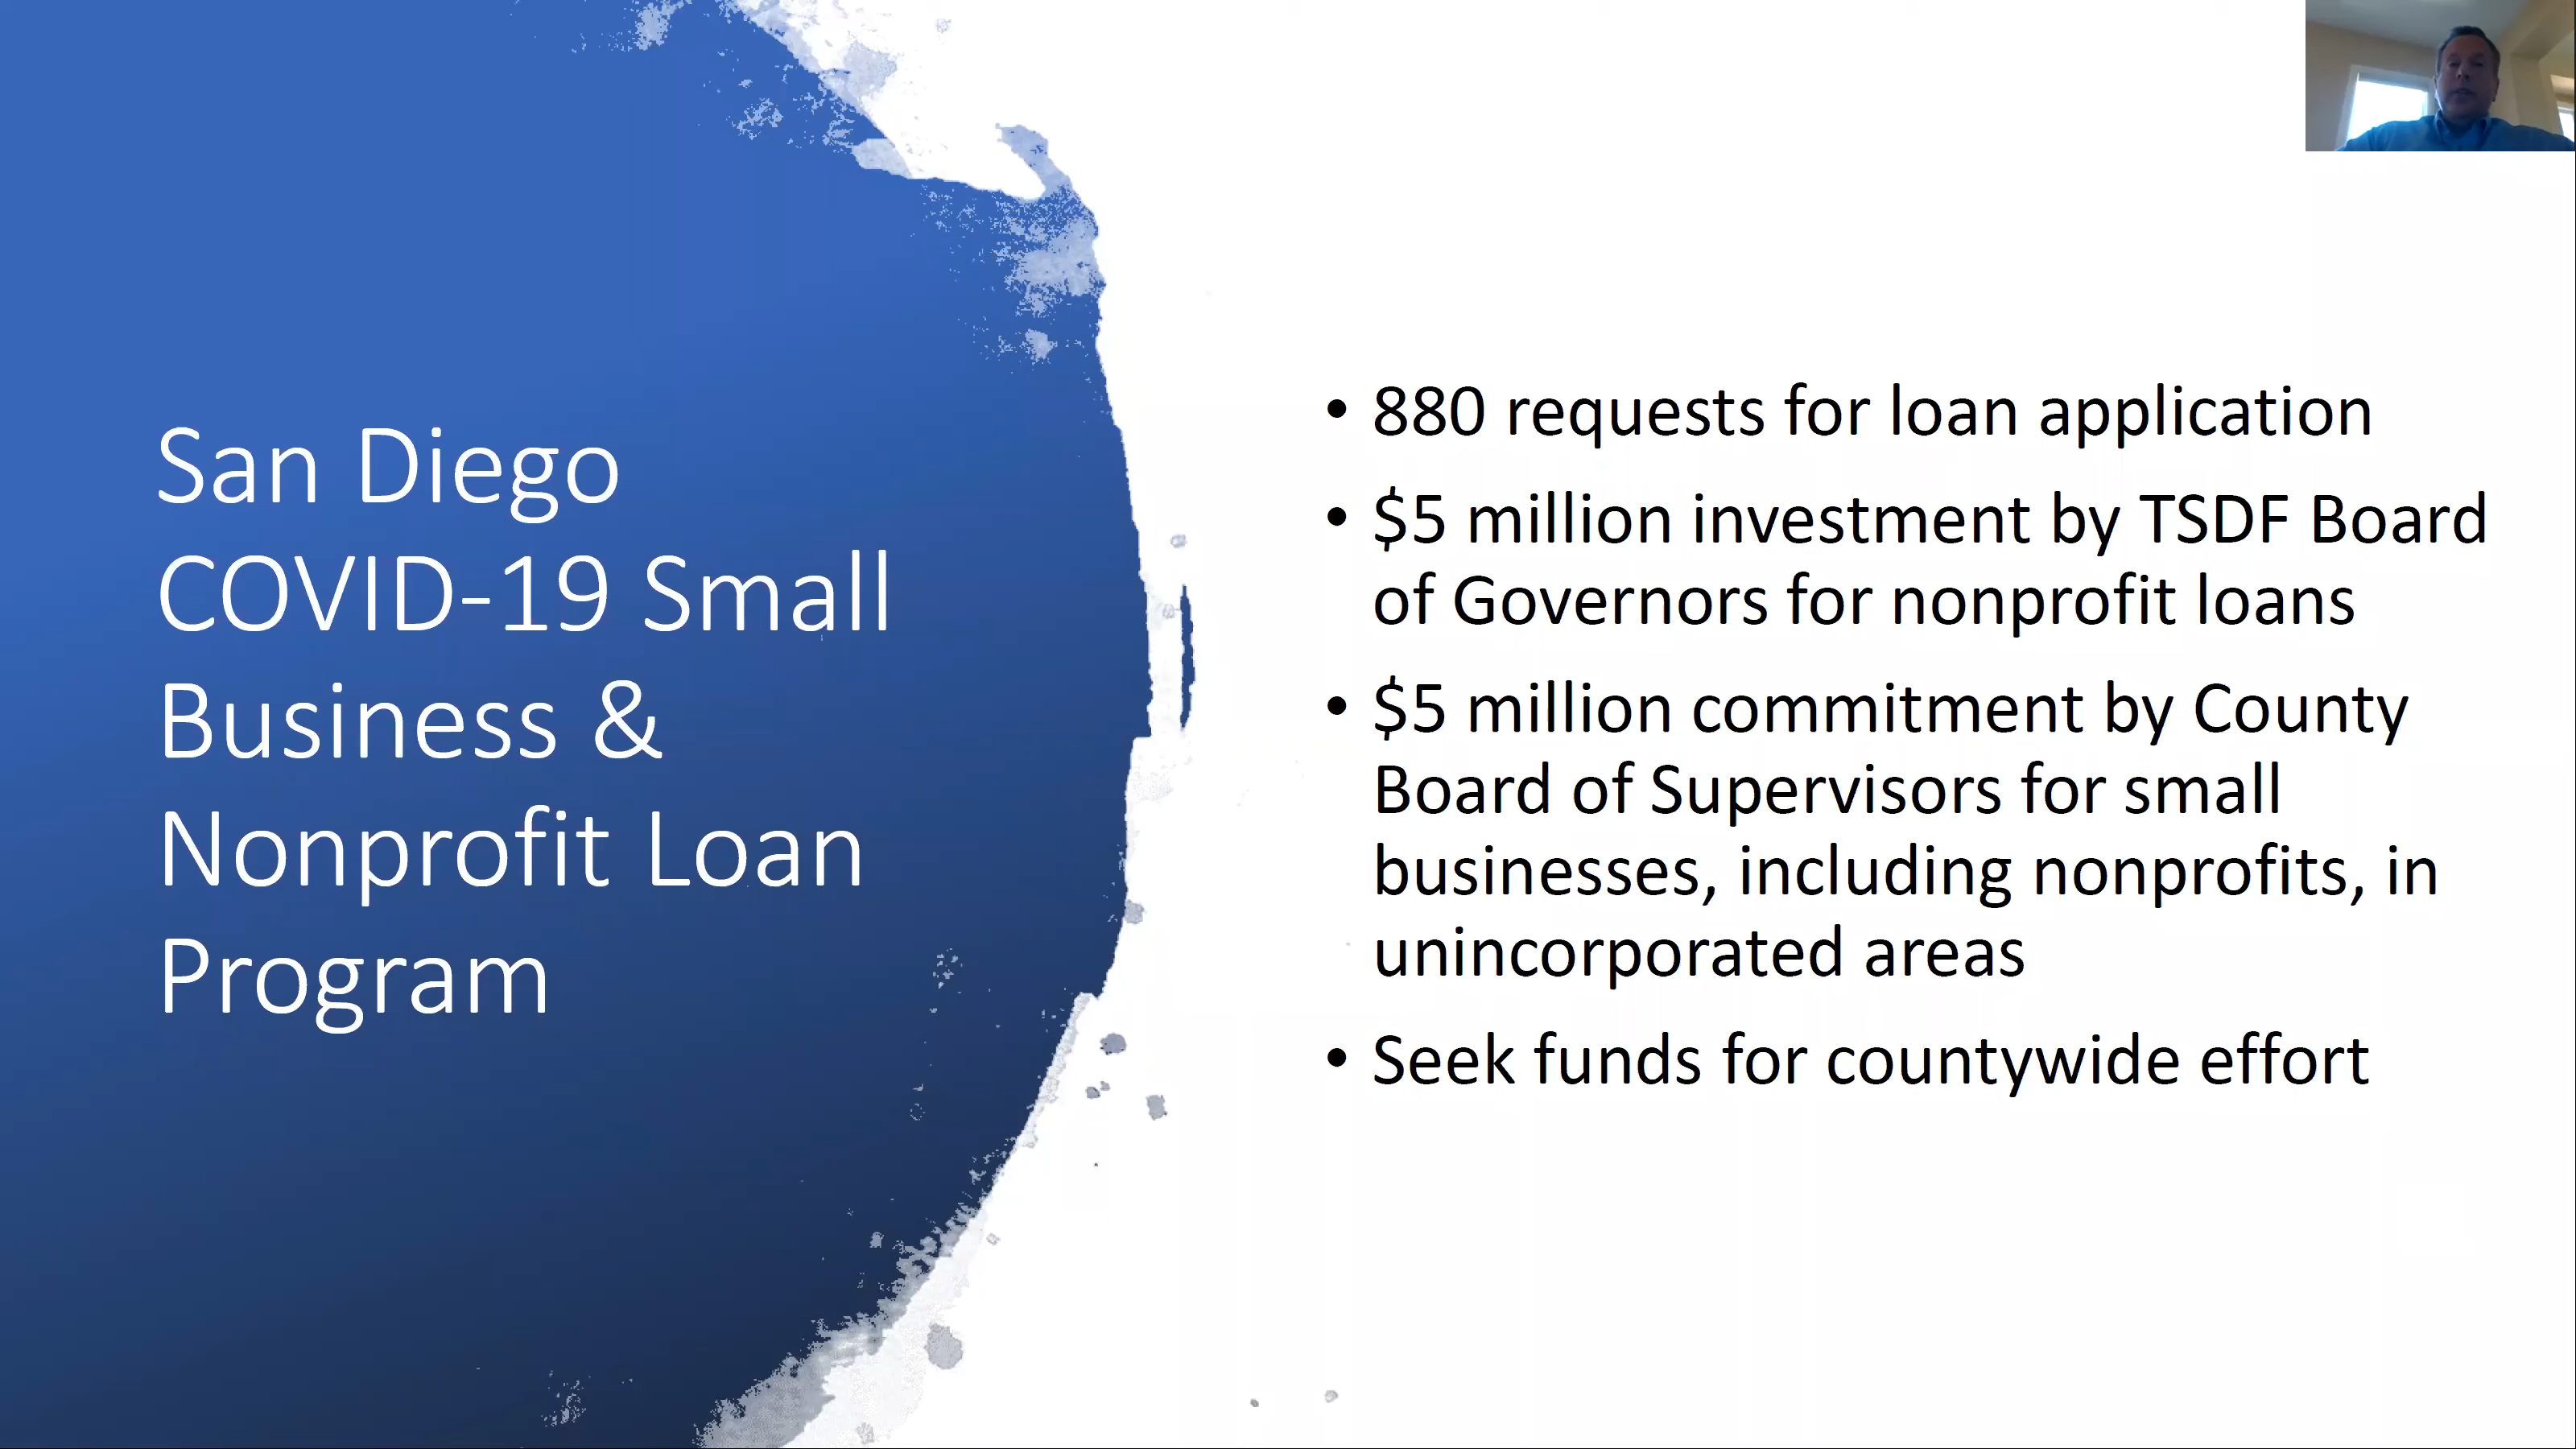 San Diego
COVID-19 Small
Business &
Nonprofit Loan
Program
• 880 requests for loan application
• $5 million investment by TSDF Board
of Governors for nonprofit loans
• $5 million commitment by County
Board of Supervisors for small
businesses, including nonprofits, in
unincorporated areas
• Seek funds for countywide effort